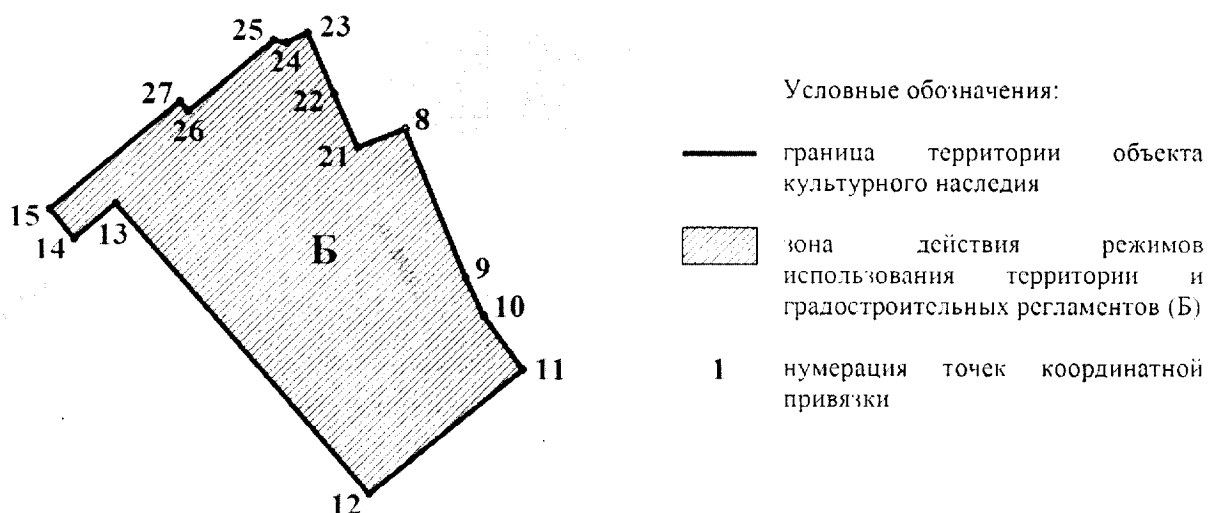 25
23
24
27
22
26
8
21
15
14
13
Б
9
10
11
12
Условные обозначения:
граница территории объекта
культурного наследия
зона действия режимов
использования территории и
градостроительных регламентов (Б)
1 нумерация точек координатной
привязки